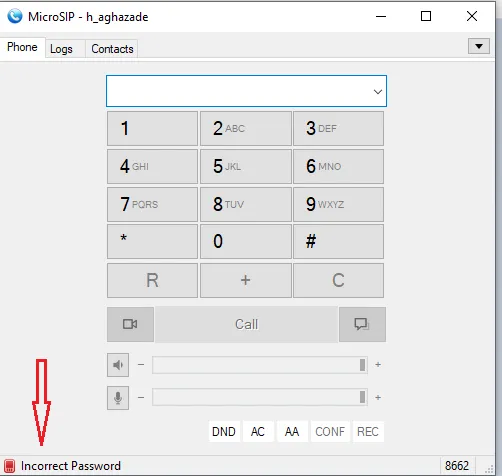 MicroSIP - h_aghazade
Phone Logs Contacts
1 2 ABC 3 DEF
4 GHI 5 JKL 6 MNO
7 PQRS 8 TUV 9 WXYZ
* 0 #
R + C
Call
− +
− +
DND AC AA CONF REC
Incorrect Password 8662